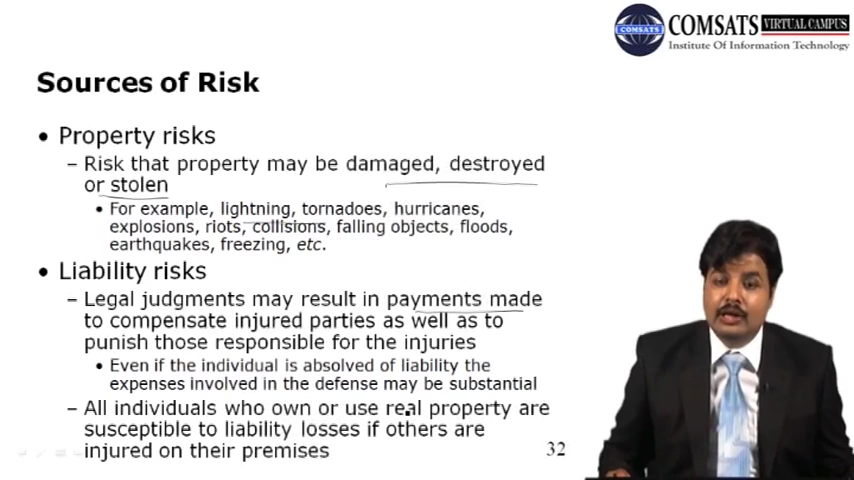 COMSATS VIRTUAL CAMPUS
COMSATS
Institute Of Information Technology
Sources of Risk
• Property risks
– Risk that property may be damaged, destroyed
or stolen
• For example, lightning, tornadoes, hurricanes,
explosions, riots, collisions, falling objects, floods,
earthquakes, freezing, etc.
• Liability risks
– Legal judgments may result in payments made
to compensate injured parties as well as to
punish those responsible for the injuries
• Even if the individual is absolved of liability the
expenses involved in the defense may be substantial
– All individuals who own or use real property are
susceptible to liability losses if others are
injured on their premises
32